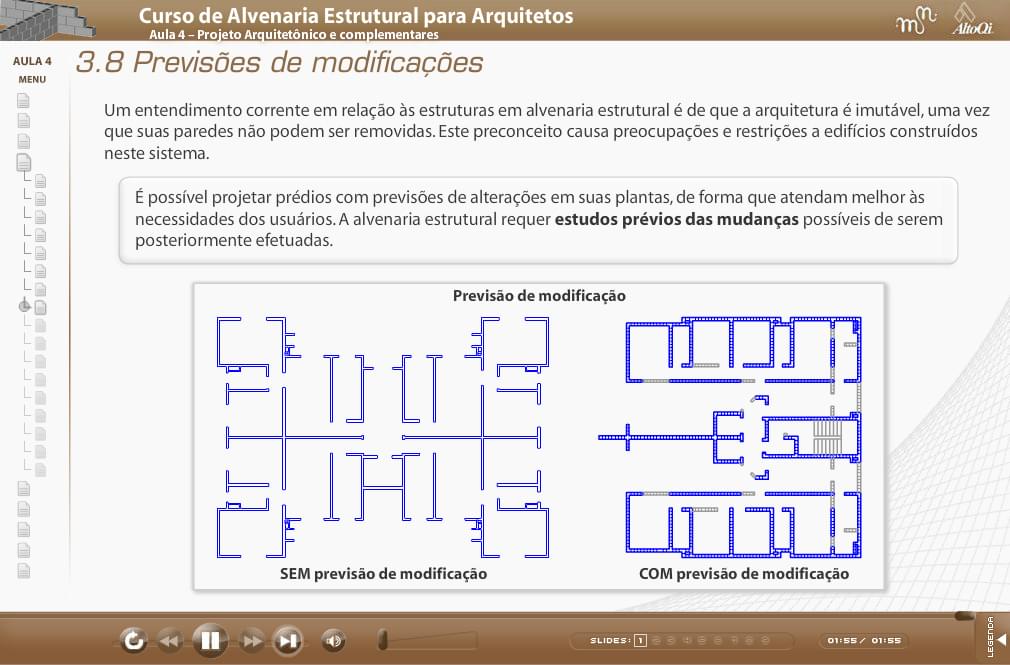 Curso de Alvenaria Estrutural para Arquitetos
Aula 4 – Projeto Arquitetônico e complementares
AltoQi
AULA 4
MENU
3.8 Previsões de modificações
Um entendimento corrente em relação às estruturas em alvenaria estrutural é de que a arquitetura é imutável, uma vez
que suas paredes não podem ser removidas. Este preconceito causa preocupações e restrições a edifícios construídos
neste sistema.
É possível projetar prédios com previsões de alterações em suas plantas, de forma que atendam melhor às
necessidades dos usuários. A alvenaria estrutural requer estudos prévios das mudanças possíveis de serem
posteriormente efetuadas.
Previsão de modificação
SEM previsão de modificação
COM previsão de modificação
SLIDES: 1
01:55 / 01:55
LEGENDA